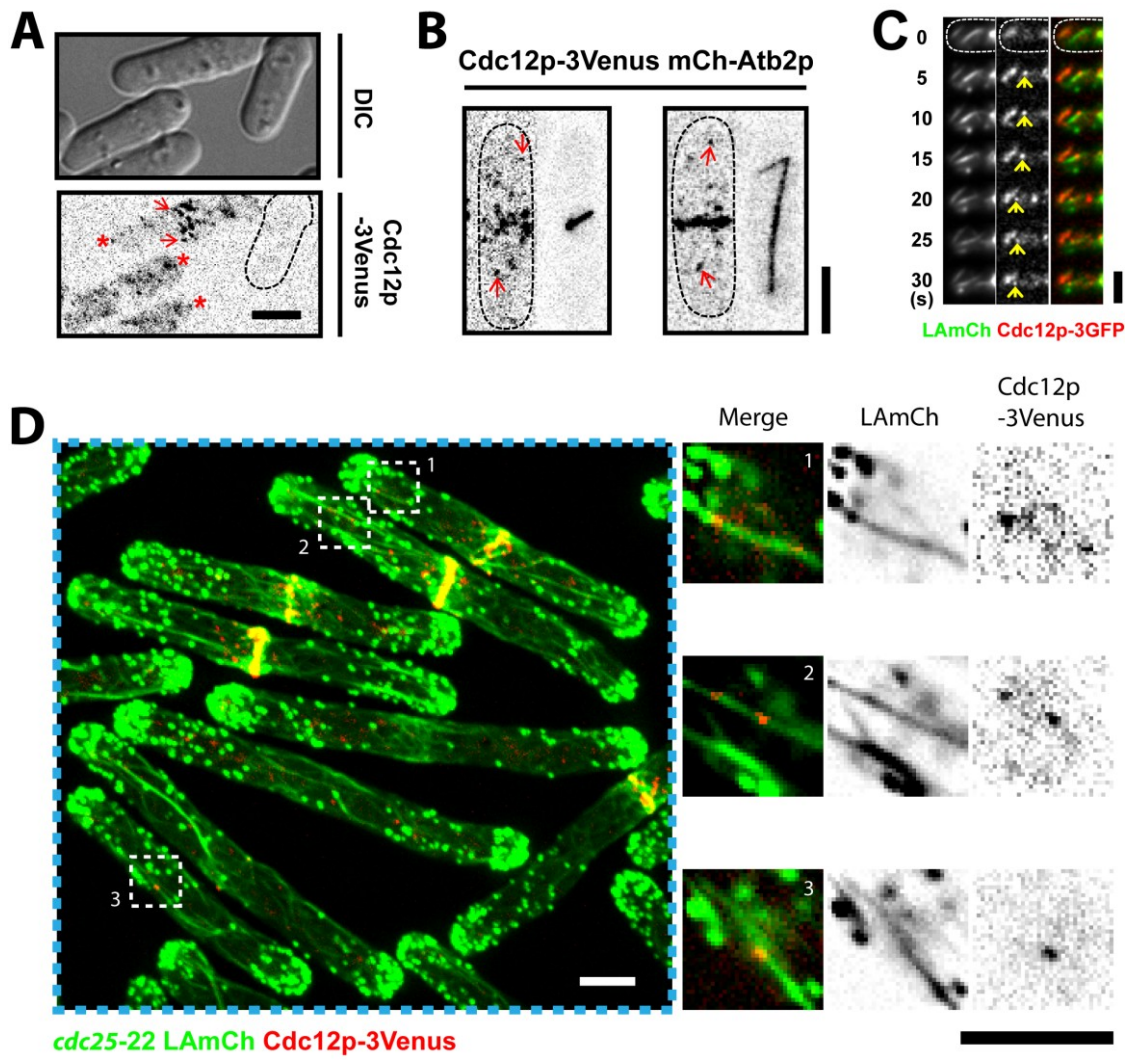 A
DIC
Cdc12p
-3Venus
*
*
*
B
Cdc12p-3Venus mCh-Atb2p
C
0
5
10
15
20
25
30
(s)
LAmCh Cdc12p-3GFP
D
1
2
3
cdc25-22 LAmCh Cdc12p-3Venus
Merge
LAmCh
Cdc12p
-3Venus
1
2
3